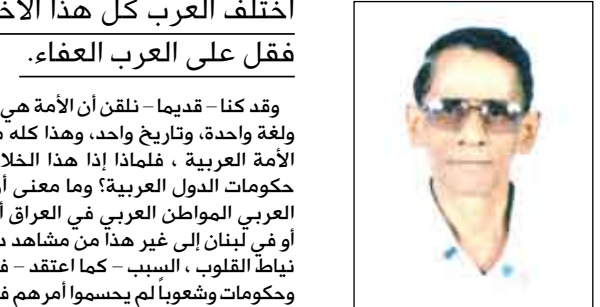 اختلف العرب كل هذا الاخ
فقل على العرب العفاء.
وقد كنا – قديما – نلقن أن الأمة هي
ولغة واحدة، وتاريخ واحد، وهذا كله
الأمة العربية ، فلماذا إذا هذا الخلا
حكومات الدول العربية؟ وما معنى أ
العربي المواطن العربي في العراق أ
أو في لبنان إلى غير هذا من مشاهد د
نياط القلوب ، السبب – كما اعتقد – ف
وحكومات وشعوباً لم يحسموا أمرهم ف